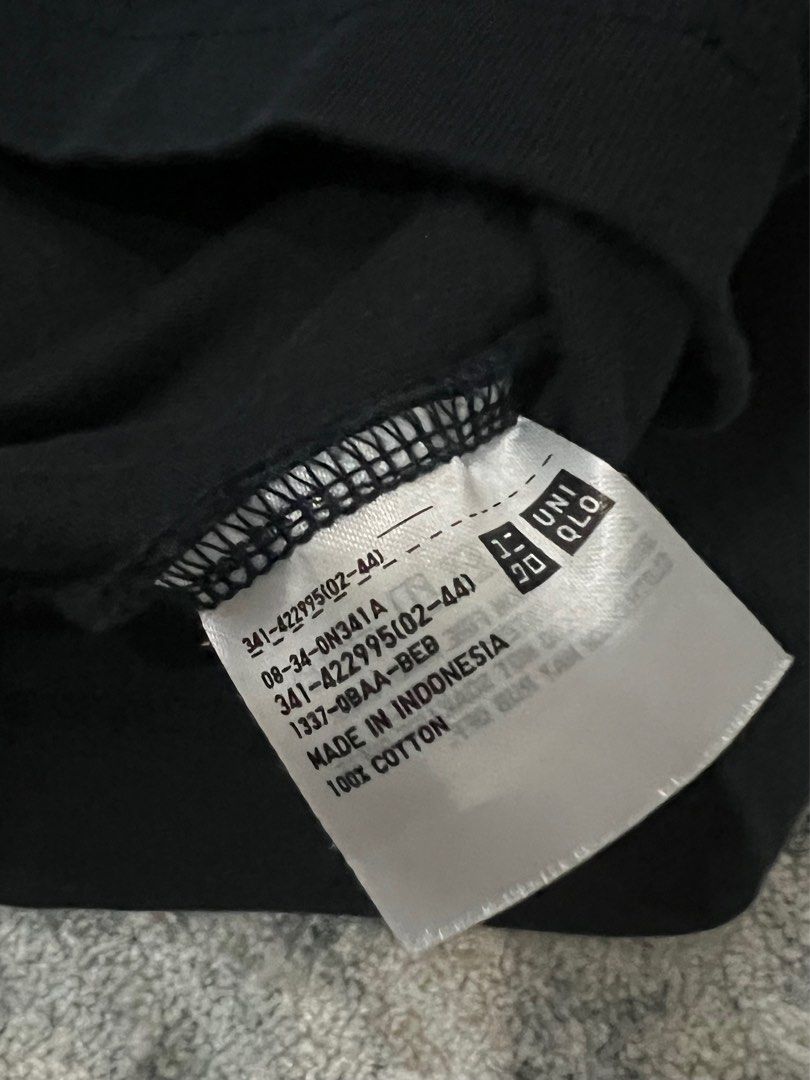 ユニ
クロ
UNI
QLO
341-422995(02-44)
08-34-0N341A
341-422995(02-44)
1337-0BAA-BEB
MADE IN INDONESIA
100% COTTON